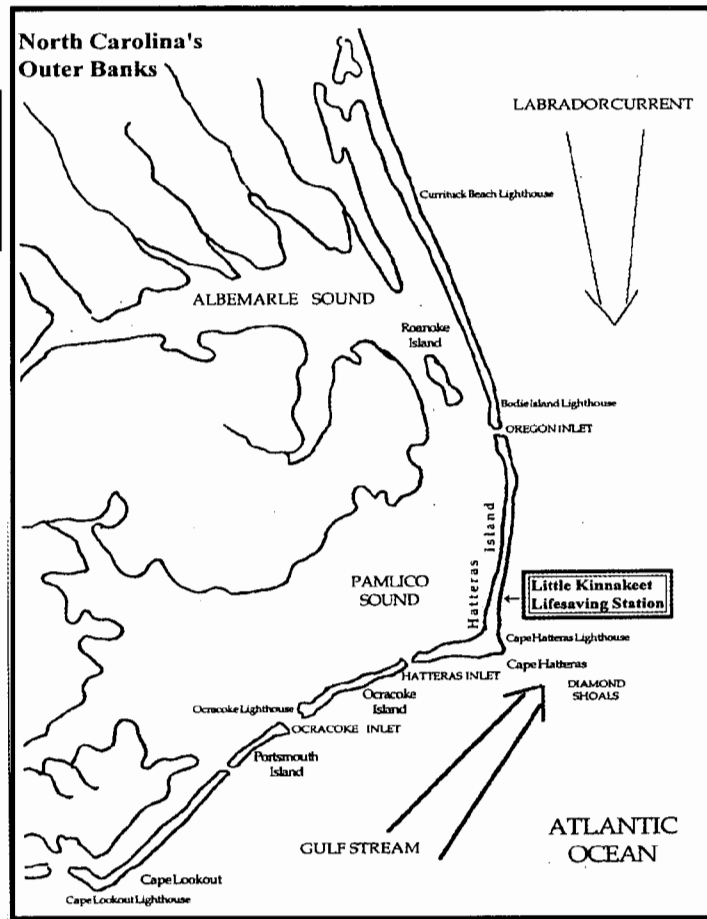 North Carolina's
Outer Banks
LABRADOR CURRENT
Currituck Beach Lighthouse
ALBEMARLE SOUND
Roanoke
Island
Bodie Island Lighthouse
OREGON INLET
Hatteras Island
PAMLICO
SOUND
Little Kinnakeet
Lifesaving Station
Cape Hatteras Lighthouse
Cape Hatteras
HATTERAS INLET
DIAMOND
SHOALS
Ocracoke
Island
Ocracoke Lighthouse
OCRACOKE INLET
Portsmouth
Island
GULF STREAM
ATLANTIC
OCEAN
Cape Lookout
Cape Lookout Lighthouse